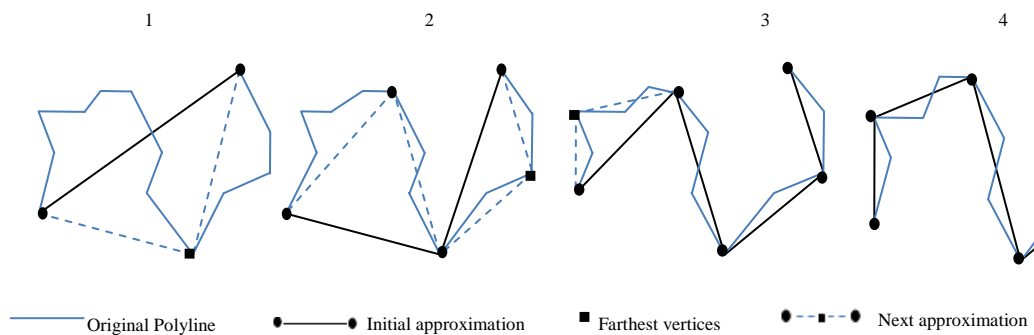 1 2 3 4
Original Polyline Initial approximation Farthest vertices Next approximation